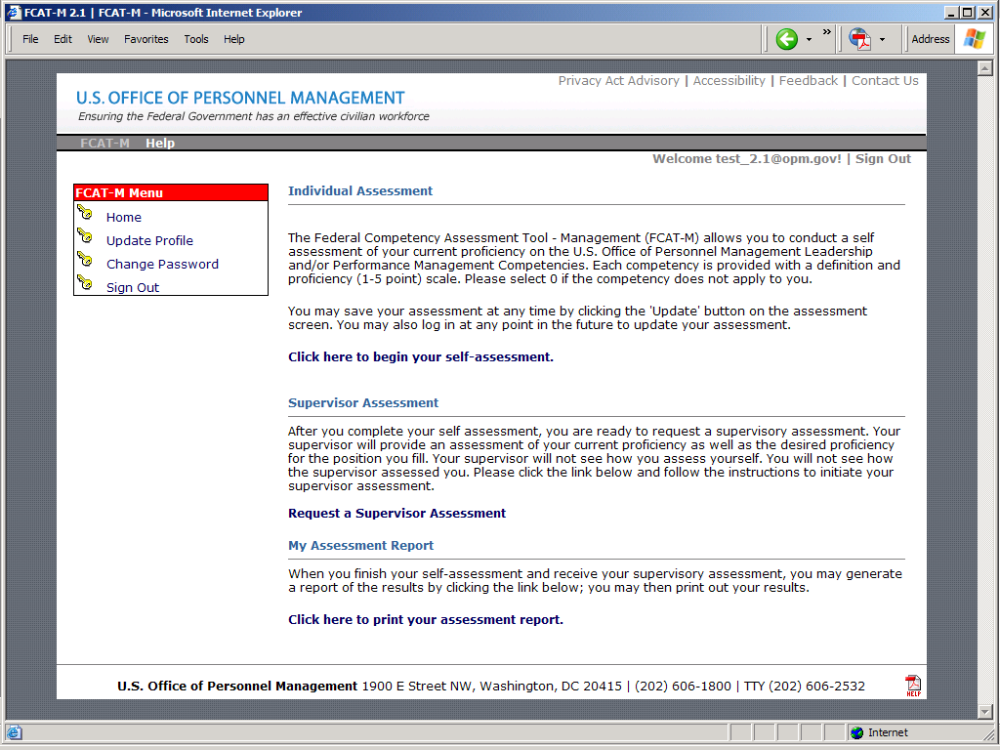 FCAT-M 2.1 | FCAT-M - Microsoft Internet Explorer
File Edit View Favorites Tools Help
» Address
Privacy Act Advisory | Accessibility | Feedback | Contact Us
U.S. OFFICE OF PERSONNEL MANAGEMENT
Ensuring the Federal Government has an effective civilian workforce
FCAT-M Help
Welcome test_2.1@opm.gov! | Sign Out
FCAT-M Menu
Home
Update Profile
Change Password
Sign Out
Individual Assessment
The Federal Competency Assessment Tool - Management (FCAT-M) allows you to conduct a self
assessment of your current proficiency on the U.S. Office of Personnel Management Leadership
and/or Performance Management Competencies. Each competency is provided with a definition and
proficiency (1-5 point) scale. Please select 0 if the competency does not apply to you.
You may save your assessment at any time by clicking the 'Update' button on the assessment
screen. You may also log in at any point in the future to update your assessment.
Click here to begin your self-assessment.
Supervisor Assessment
After you complete your self assessment, you are ready to request a supervisory assessment. Your
supervisor will provide an assessment of your current proficiency as well as the desired proficiency
for the position you fill. Your supervisor will not see how you assess yourself. You will not see how
the supervisor assessed you. Please click the link below and follow the instructions to initiate your
supervisor assessment.
Request a Supervisor Assessment
My Assessment Report
When you finish your self-assessment and receive your supervisory assessment, you may generate
a report of the results by clicking the link below; you may then print out your results.
Click here to print your assessment report.
U.S. Office of Personnel Management 1900 E Street NW, Washington, DC 20415 | (202) 606-1800 | TTY (202) 606-2532
HELP
Internet